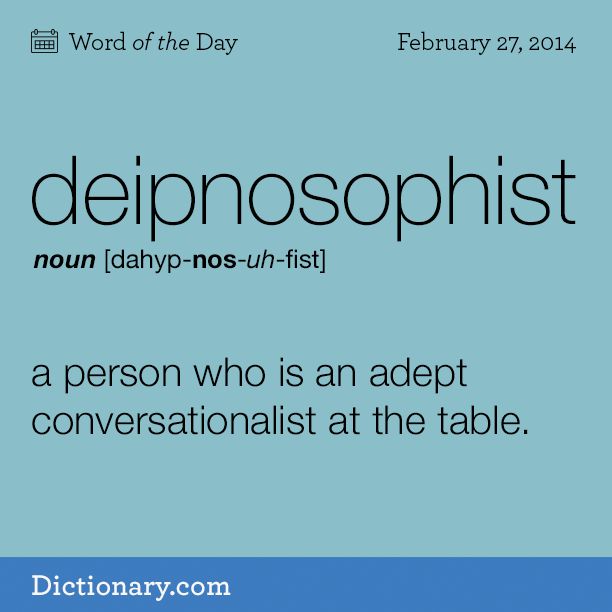 Word of the Day
February 27, 2014
deipnosophist
noun [dahyp-nos-uh-fist]
a person who is an adept
conversationalist at the table.
Dictionary.com